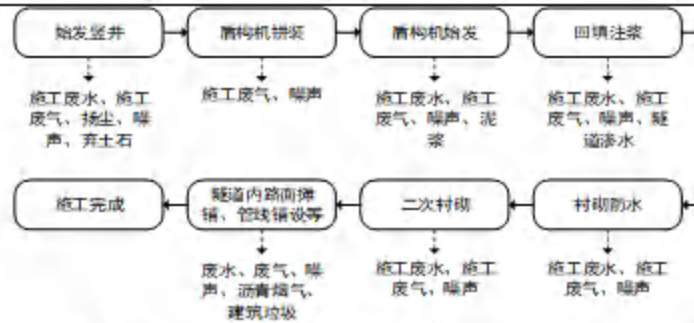 始发竖井
盾构机拼装
盾构机始发
回填注浆
施工废水、施工
废气、扬尘、噪
声、弃土石
施工废气、噪声
施工废水、施工
废气、噪声、泥
浆
施工废水、施工
废气、噪声、隧
道渗水
施工完成
隧道内路面摊
铺、管线铺设等
二次村砌
村砌防水
废水、废气、噪
声、沥青烟气、
建筑垃圾
施工废水、施工
废气、噪声
施工废水、施工
废气、噪声